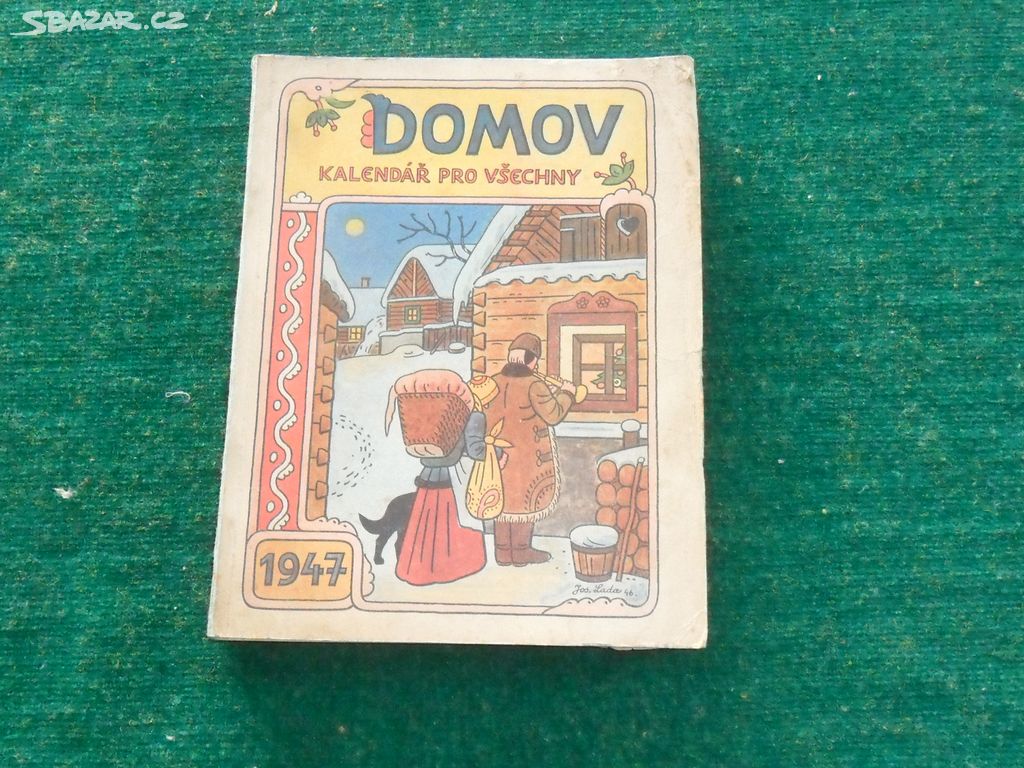 SBAZAR.CZ
DOMOV
KALENDÁŘ PRO VŠECHNY
1947
Jos. Lada 46.